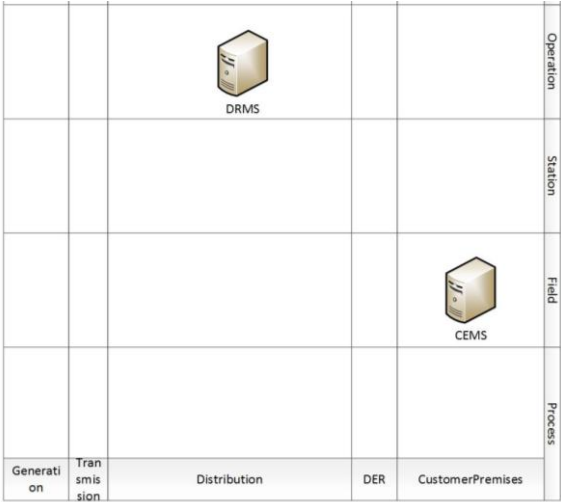 Operation
DRMS
Station
Field
CEMS
Process
Generati
on
Tran
smis
sion
Distribution
DER
CustomerPremises